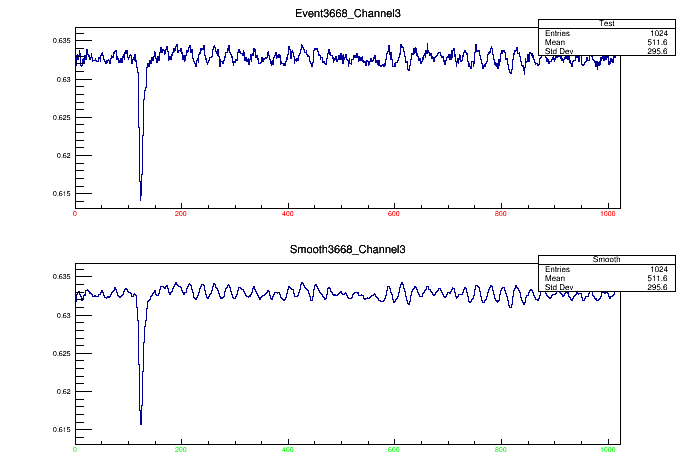 Event3668_Channel3
Test
Entries 1024
Mean 511.6
Std Dev 295.6
0.635
0.63
0.625
0.62
0.615
0 200 400 600 800 1000
Smooth3668_Channel3
Smooth
Entries 1024
Mean 511.6
Std Dev 295.6
0.635
0.63
0.625
0.62
0.615
0 200 400 600 800 1000